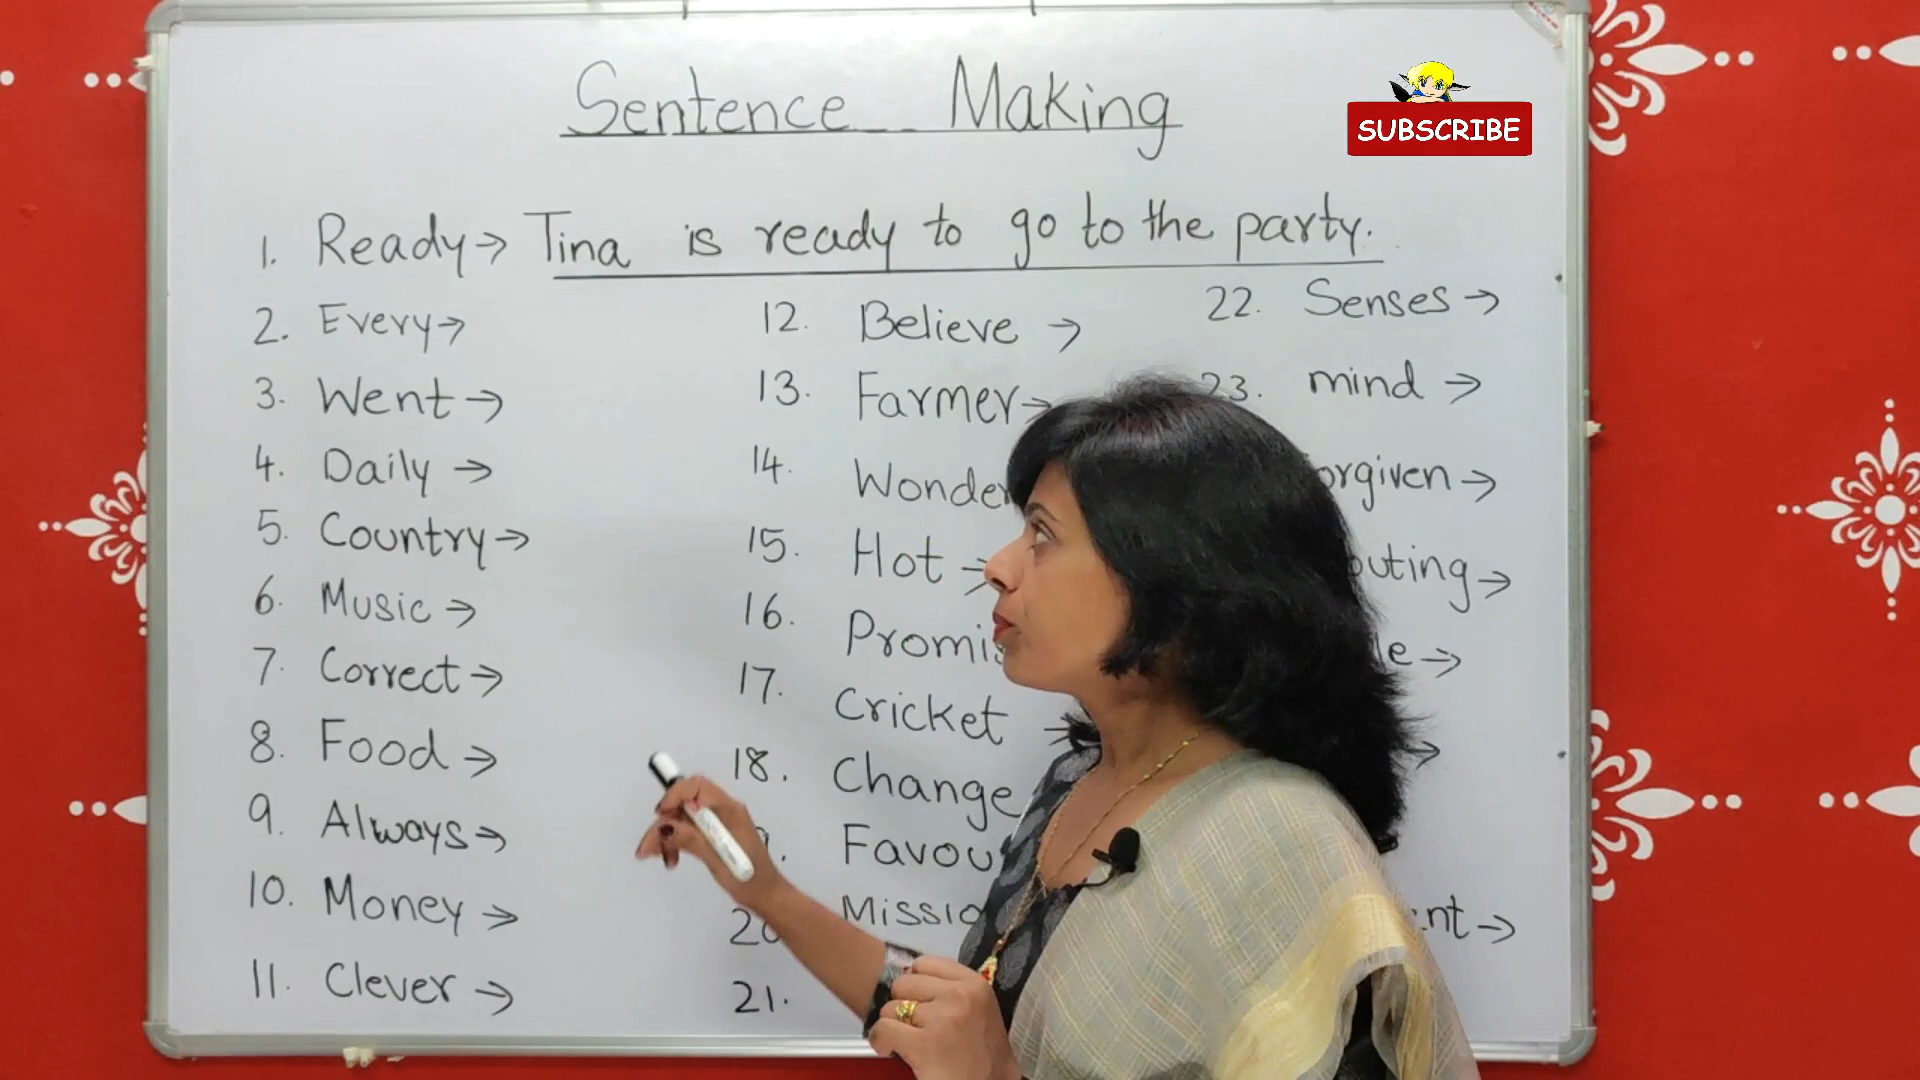 Sentence Making
SUBSCRIBE
1. Ready → Tina is ready to go to the party.
2. Every →
3. Went →
4. Daily →
5. Country →
6. Music →
7. Correct →
8. Food →
9. Always →
10. Money →
11. Clever →
12. Believe →
13. Farmer →
14.
15. Hot →
16.
17. Cricket →
18. Change
20.
21.
22. Senses →
23. mind →